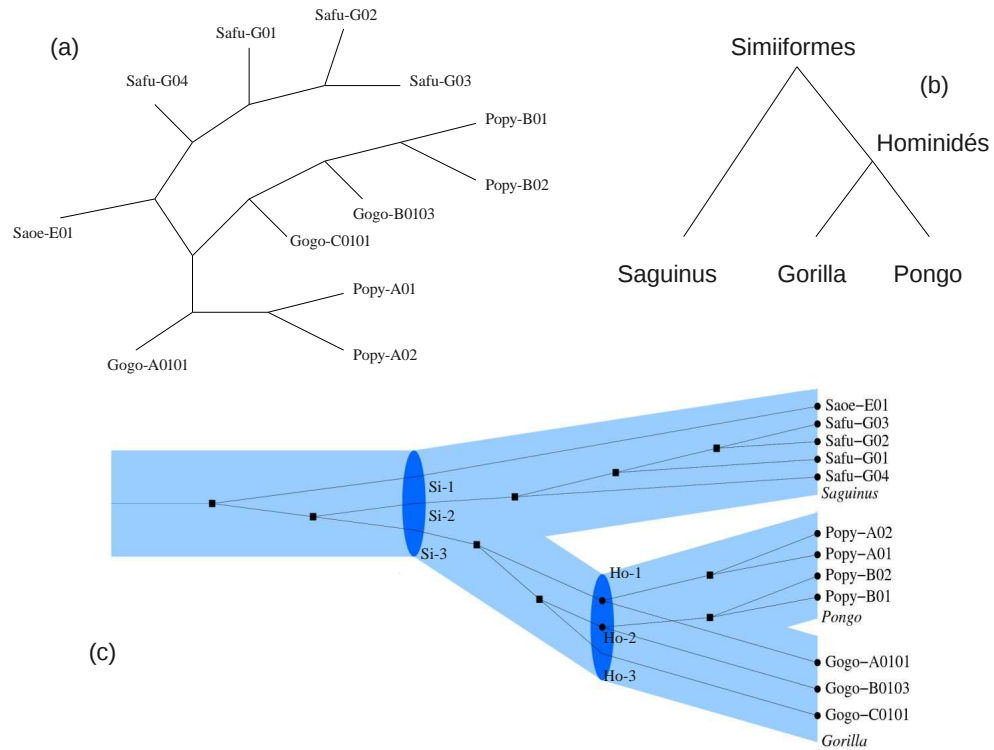 (a)
Safu-G02
Safu-G01
Safu-G04
Safu-G03
Popy-B01
Popy-B02
Gogo-B0103
Saoe-E01
Gogo-C0101
Popy-A01
Gogo-A0101
Popy-A02
Simiiformes
(b)
Hominidés
Saguinus
Gorilla
Pongo
(c)
Si-1
Si-2
Si-3
Ho-1
Ho-2
Ho-3
Saoe−E01
Safu−G03
Safu−G02
Safu−G01
Safu−G04
Saguinus
Popy−A02
Popy−A01
Popy−B02
Popy−B01
Pongo
Gogo−A0101
Gogo−B0103
Gogo−C0101
Gorilla